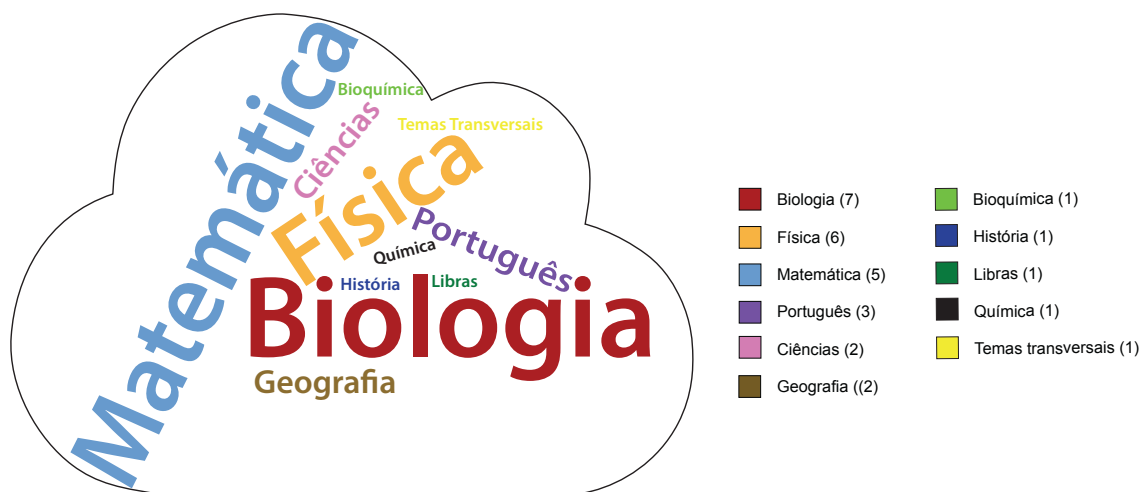 Matemática
Bioquímica
Ciências
Temas Transversais
Física
Português
Química
História
Libras
Biologia
Geografia
Biologia (7)
Física (6)
Matemática (5)
Português (3)
Ciências (2)
Geografia ((2)
Bioquímica (1)
História (1)
Libras (1)
Química (1)
Temas transversais (1)